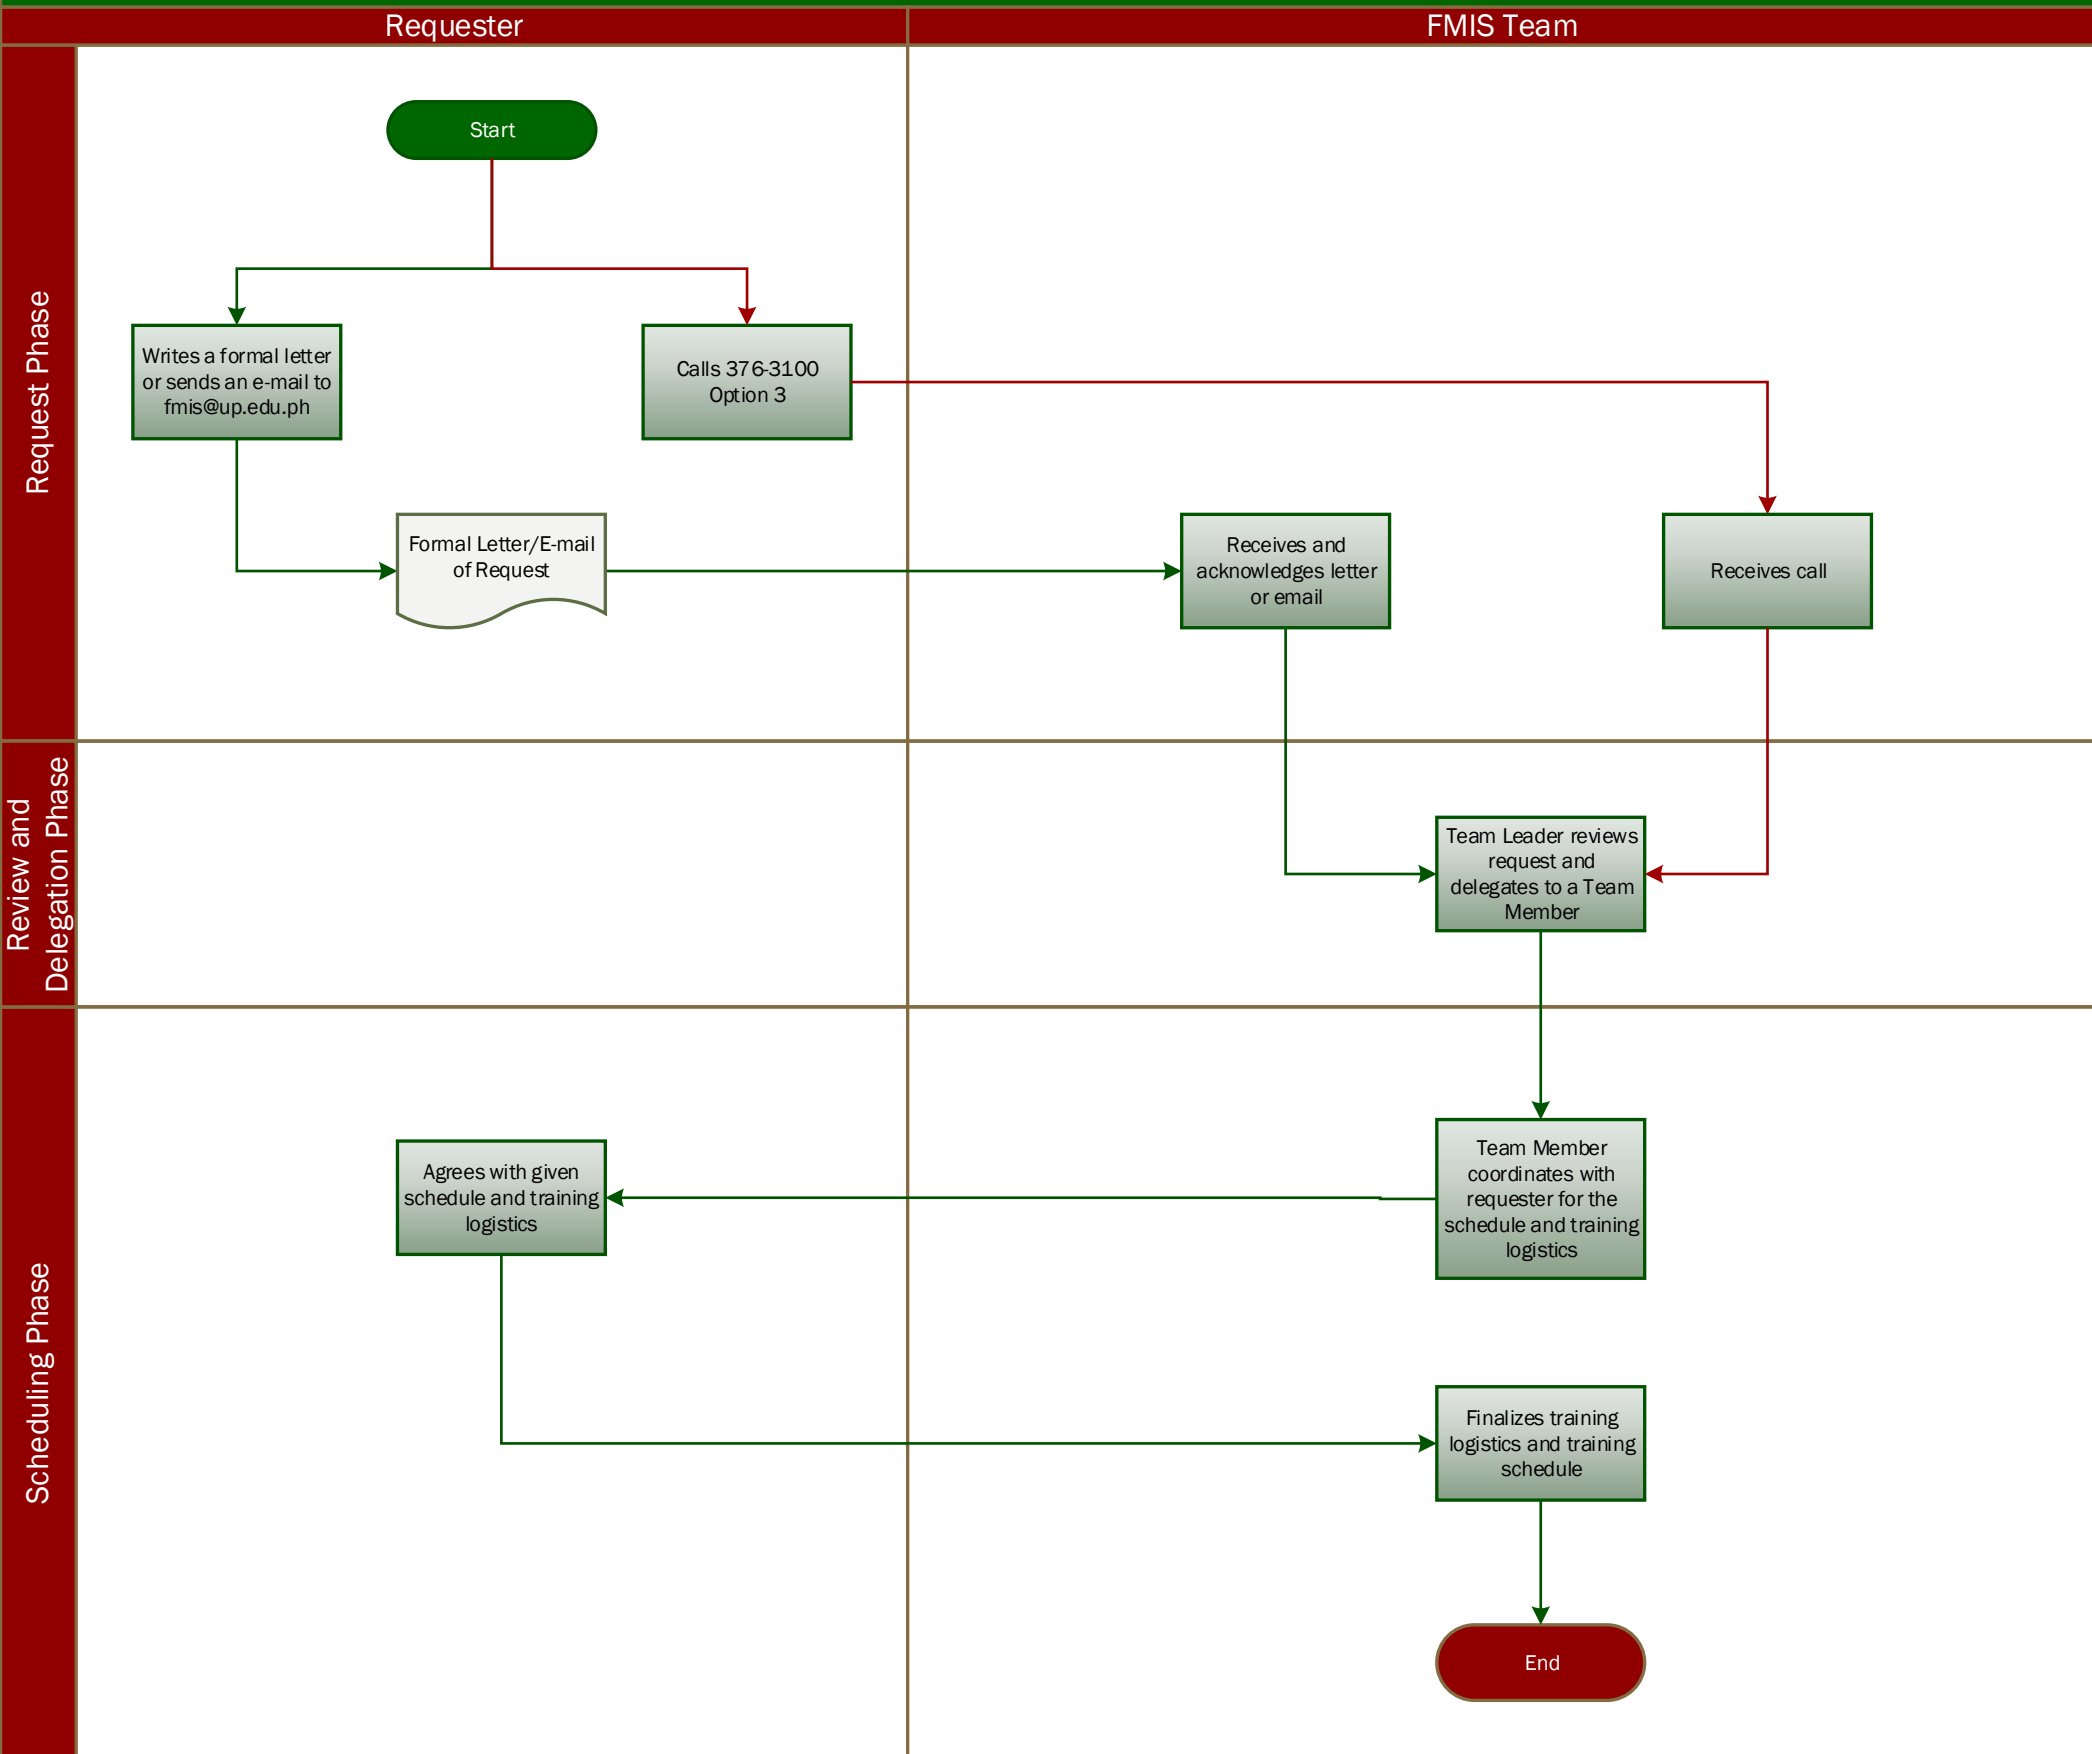 Requester
FMIS Team
Request Phase
Start
Writes a formal letter
or sends an e-mail to
fmis@up.edu.ph
Calls 376-3100
Option 3
Formal Letter/E-mail
of Request
Receives and
acknowledges letter
or email
Receives call
Review and
Delegation Phase
Team Leader reviews
request and
delegates to a Team
Member
Scheduling Phase
Agrees with given
schedule and training
logistics
Team Member
coordinates with
requester for the
schedule and training
logistics
Finalizes training
logistics and training
schedule
End